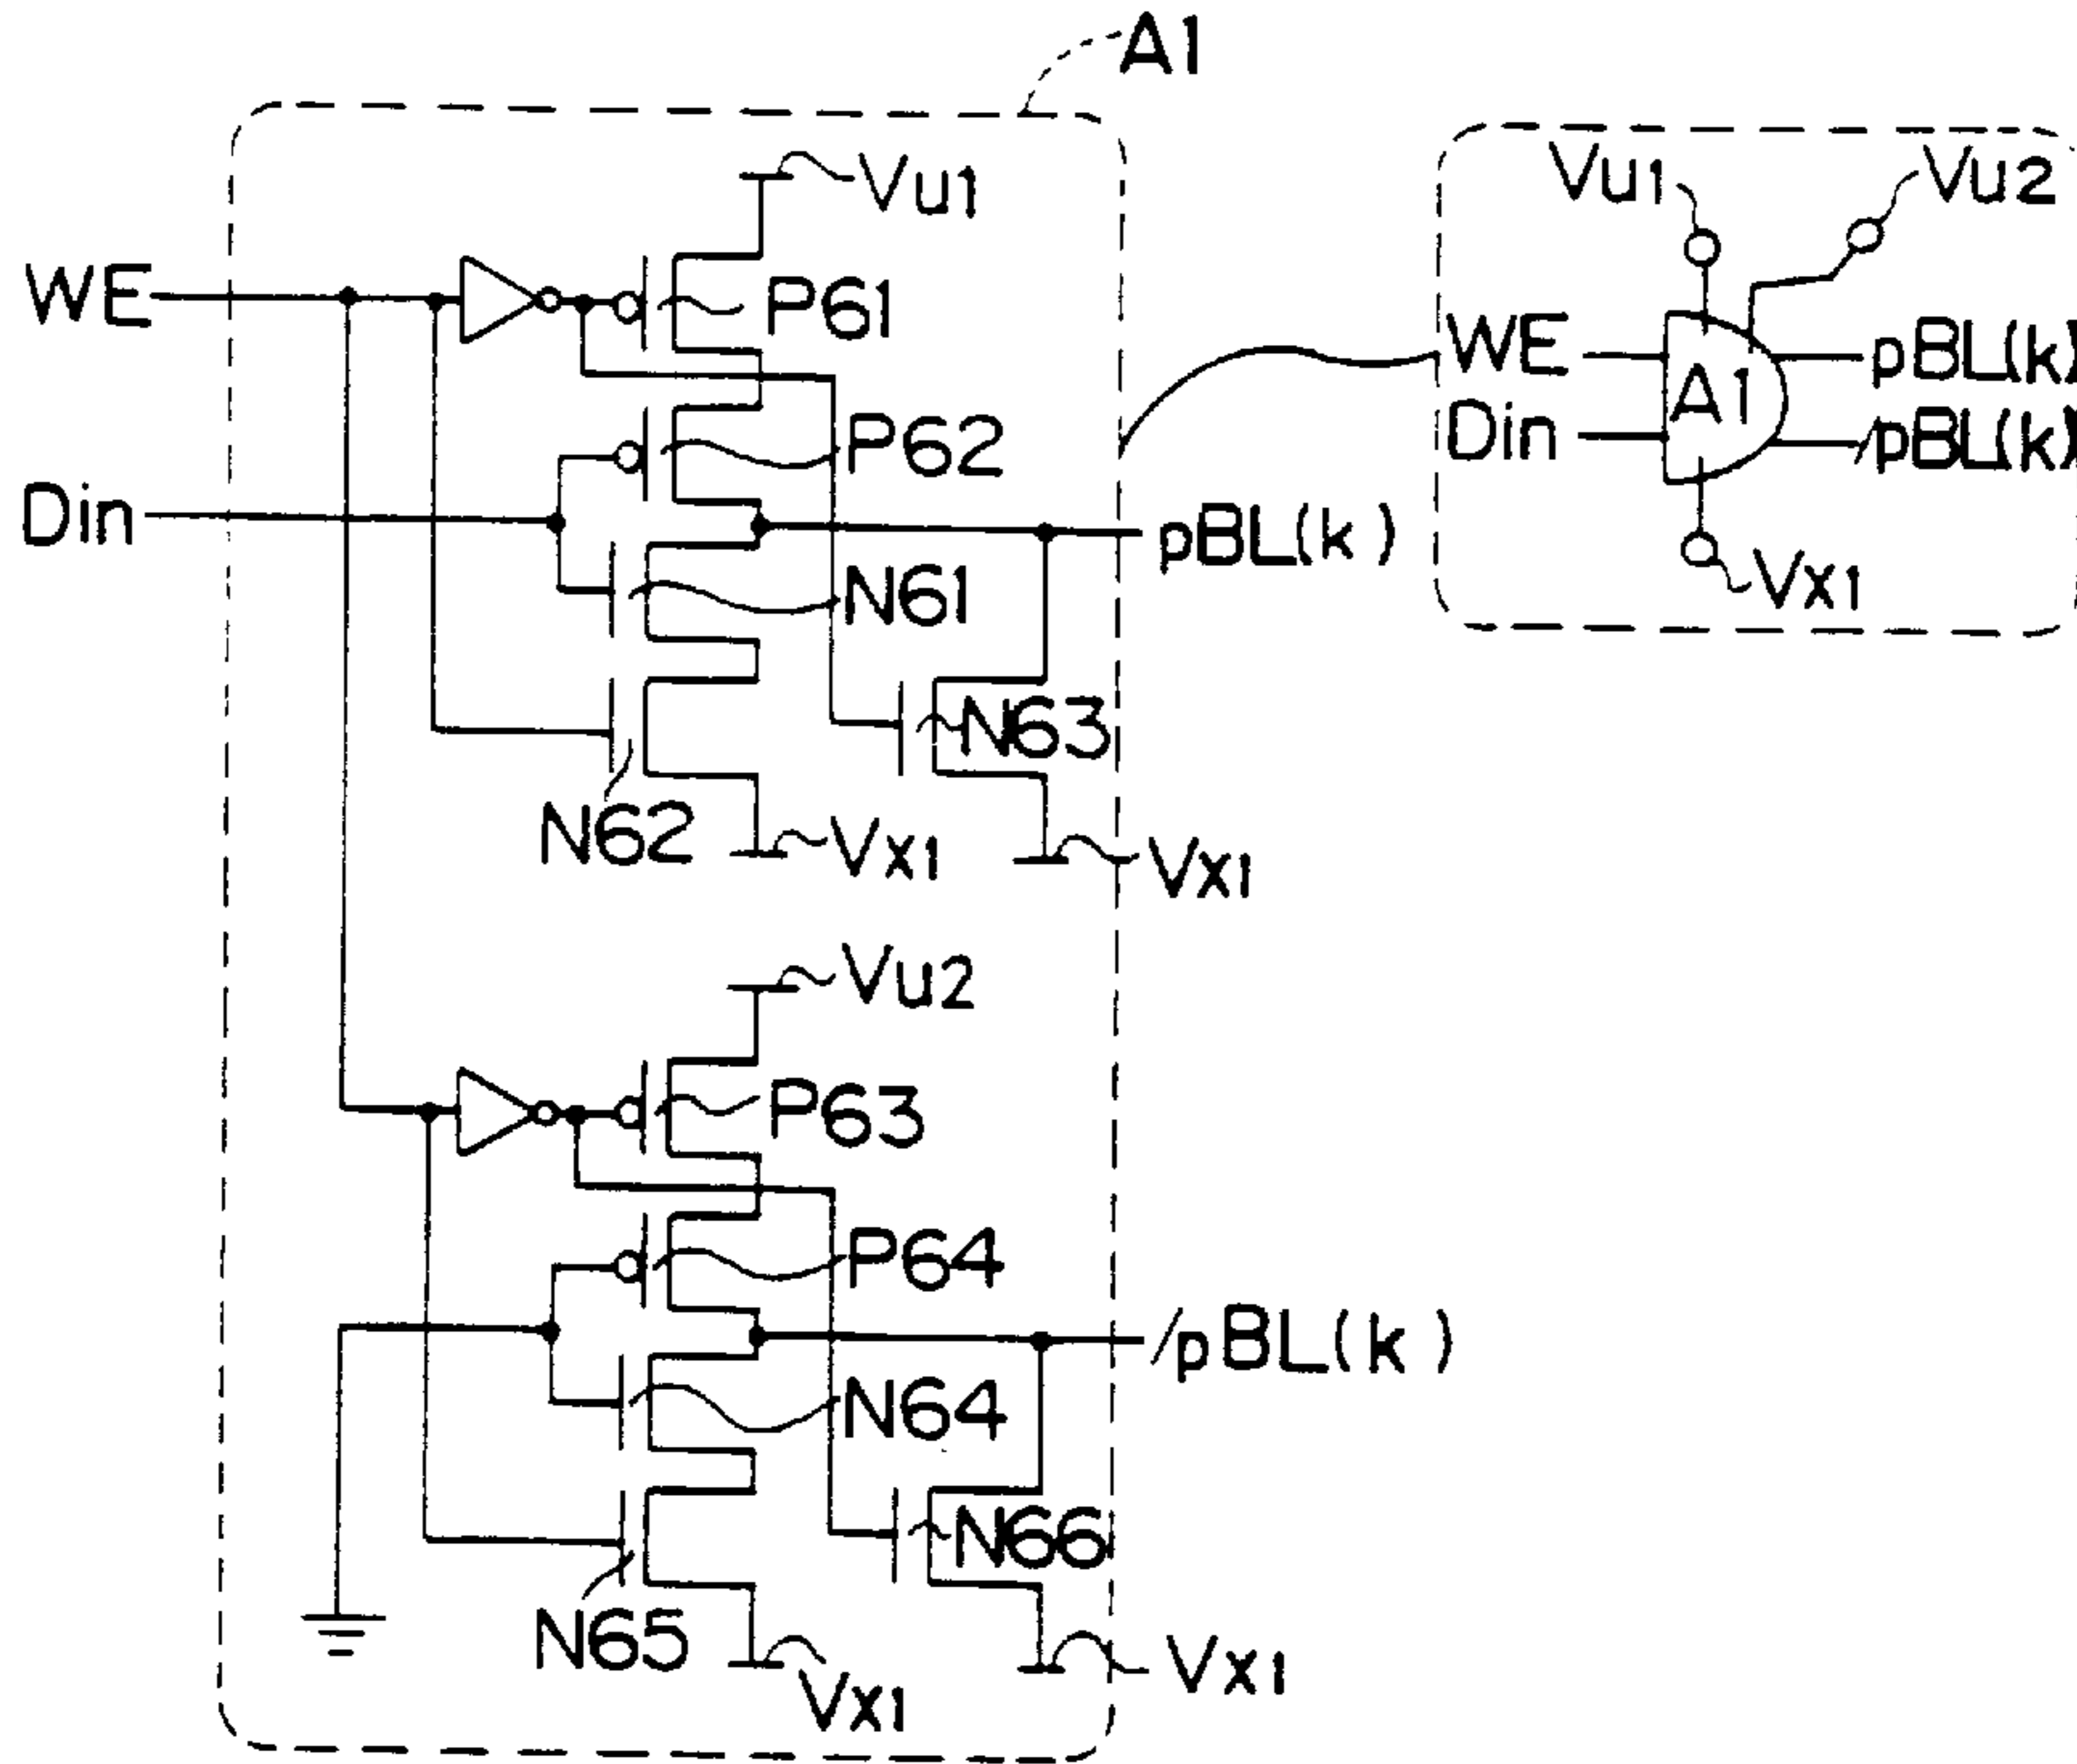 A1
Vu1
WE
P61
P62
Din
pBL(k)
N61
N63
N62
Vx1
Vx1
Vu2
P63
P64
/pBL(k)
N64
N66
N65
Vx1
Vx1
Vu1
Vu2
WE
pBL(k)
A1
Din
/pBL(k)
Vx1